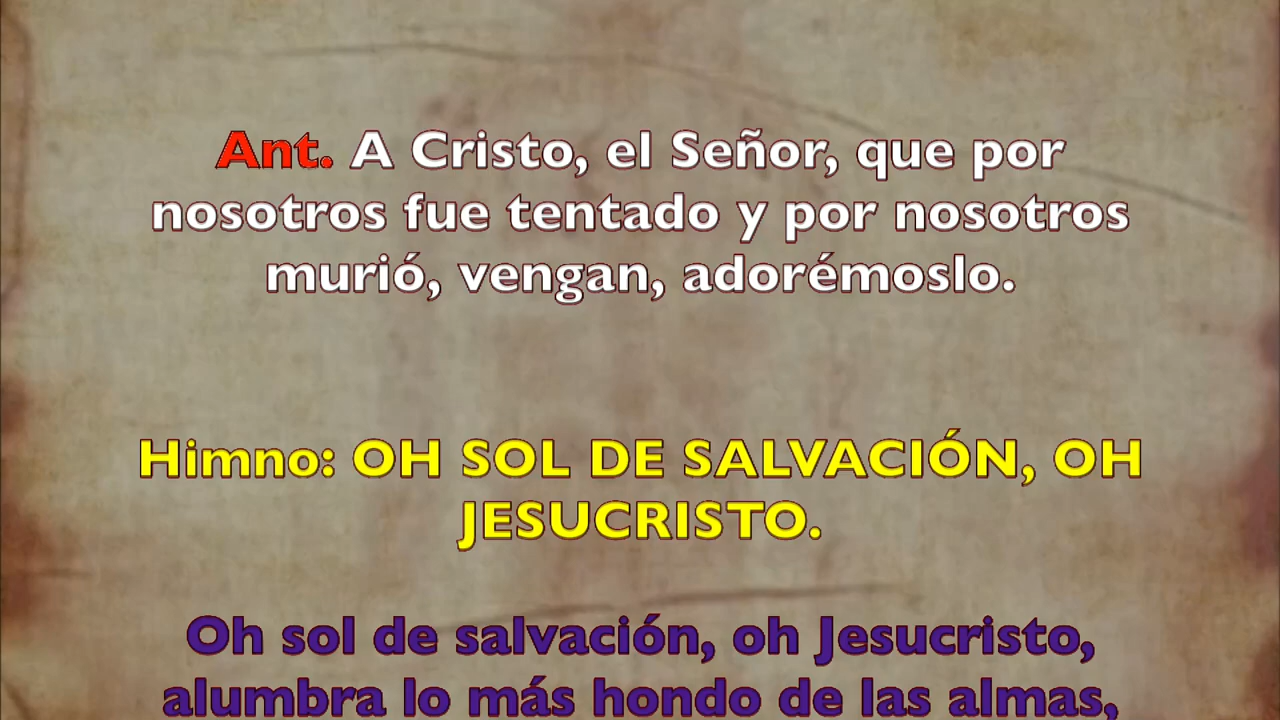 Ant. A Cristo, el Señor, que por
nosotros fue tentado y por nosotros
murió, vengan, adorémoslo.
Himno: OH SOL DE SALVACIÓN, OH
JESUCRISTO.
Oh sol de salvación, oh Jesucristo,
alumbra lo más hondo de las almas,